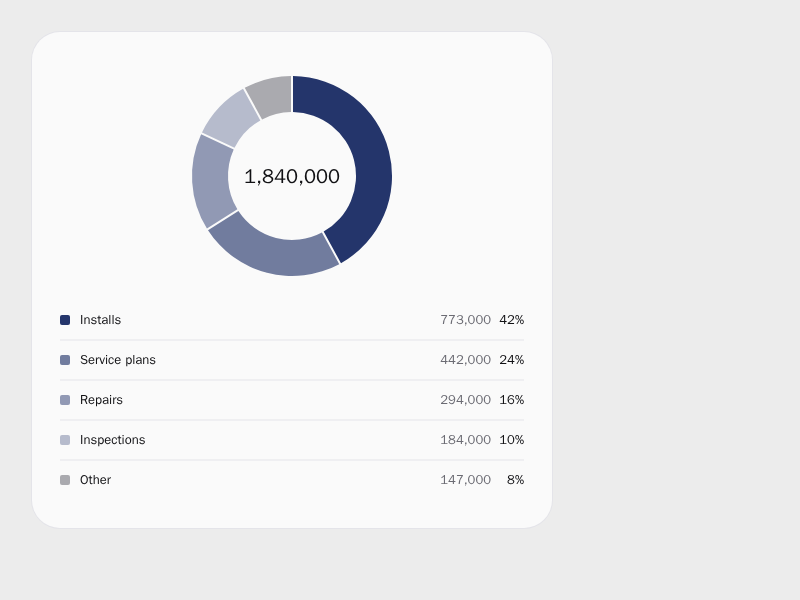 1,840,000
Installs 773,000 42%
Service plans 442,000 24%
Repairs 294,000 16%
Inspections 184,000 10%
Other 147,000 8%